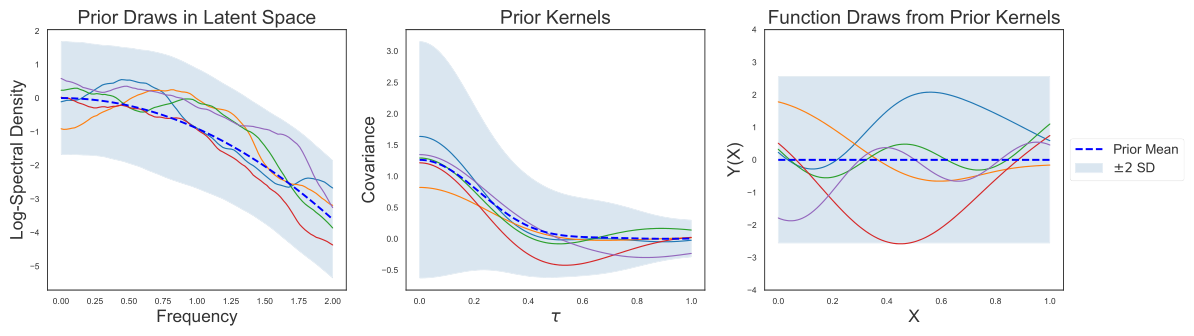 Prior Draws in Latent Space
2
1
0
−1
−2
−3
−4
−5
Log-Spectral Density
0.00 0.25 0.50 0.75 1.00 1.25 1.50 1.75 2.00
Frequency
Prior Kernels
3.0
2.5
2.0
1.5
1.0
0.5
0.0
−0.5
Covariance
0.0 0.2 0.4 0.6 0.8 1.0
τ
Function Draws from Prior Kernels
4
3
2
1
0
−1
−2
−3
−4
Y(X)
0.0 0.2 0.4 0.6 0.8 1.0
X
Prior Mean
±2 SD